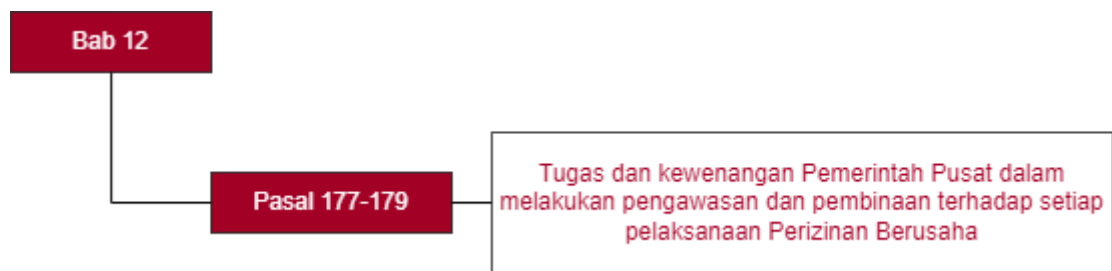 Bab 12
Pasal 177-179
Tugas dan kewenangan Pemerintah Pusat dalam
melakukan pengawasan dan pembinaan terhadap setiap
pelaksanaan Perizinan Berusaha